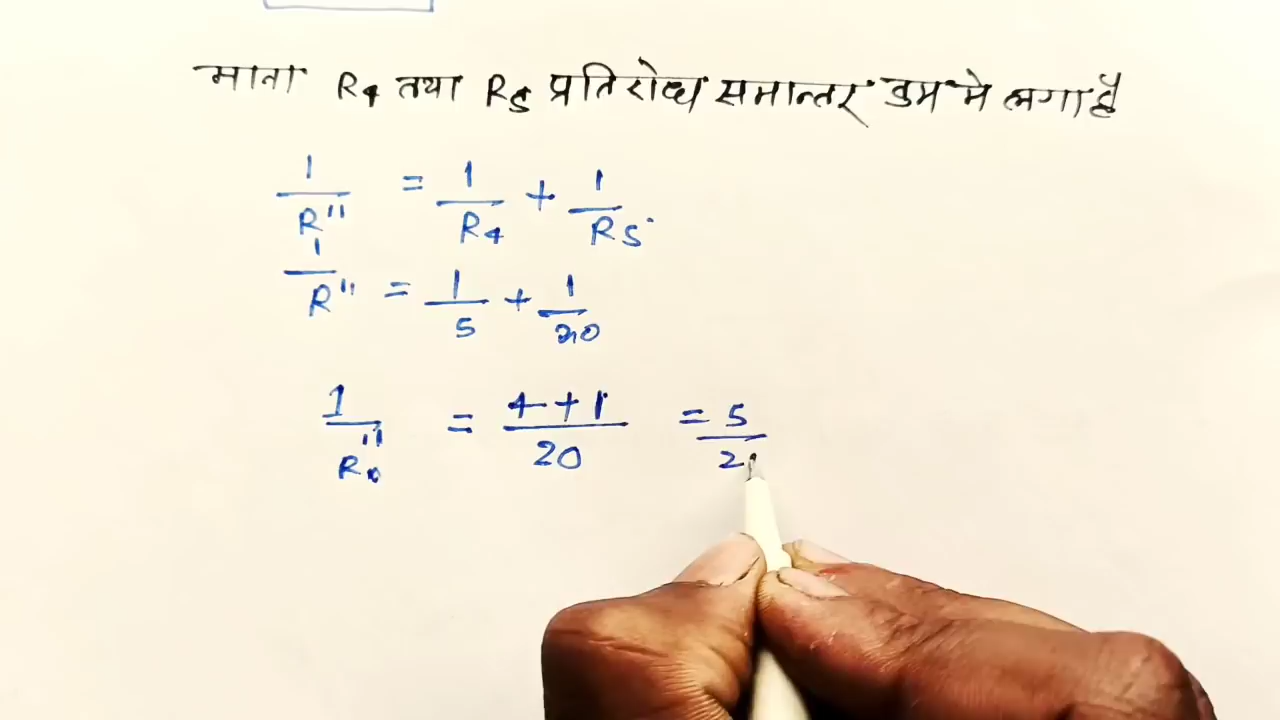 माना R4 तथा R5 प्रतिरोध समान्तर क्रम मे लगा है
1/R" = 1/R4 + 1/R5
1/R" = 1/5 + 1/20
1/R" = 4+1/20 = 5/2